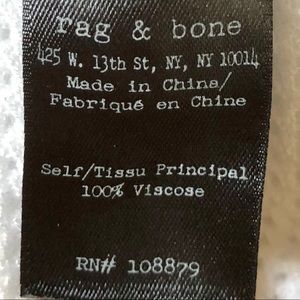 rag & bone
425 W. 13th St, NY, NY 10014
Made in China/
Fabriqué en Chine
Self/Tissu Principal
100% Viscose
RN# 108879